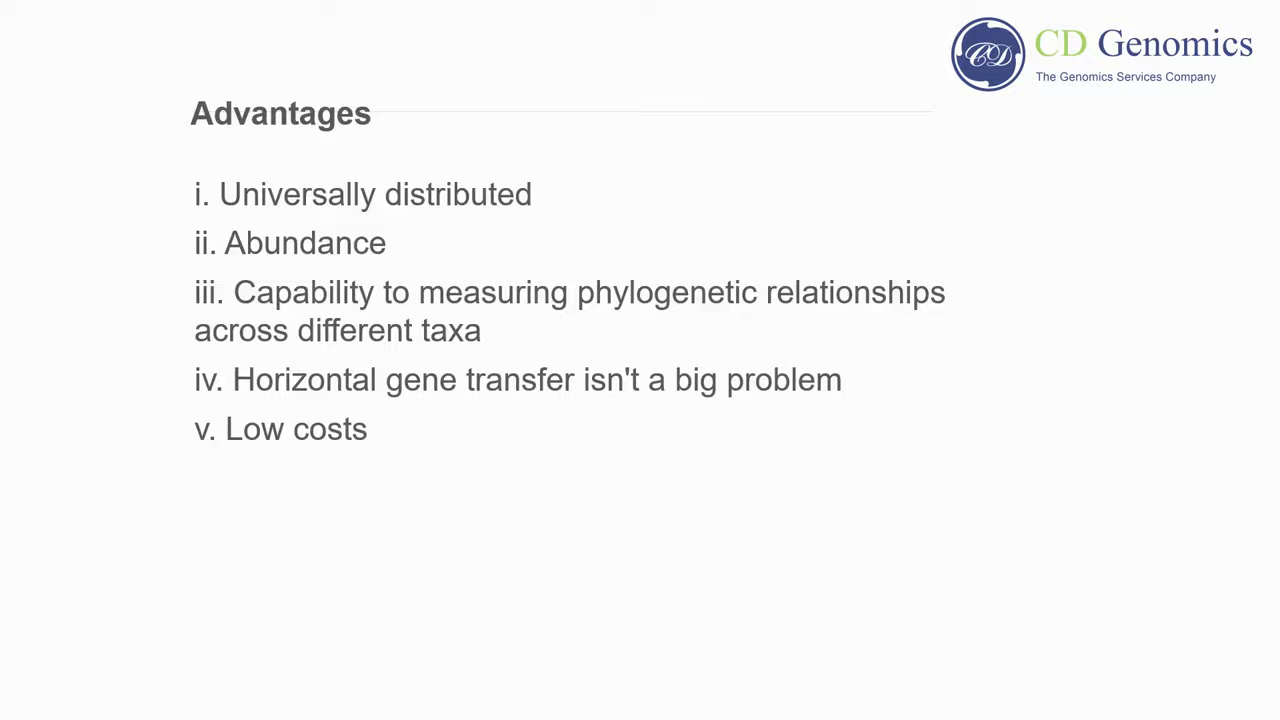 CD Genomics
The Genomics Services Company
Advantages
i. Universally distributed
ii. Abundance
iii. Capability to measuring phylogenetic relationships
across different taxa
iv. Horizontal gene transfer isn't a big problem
v. Low costs